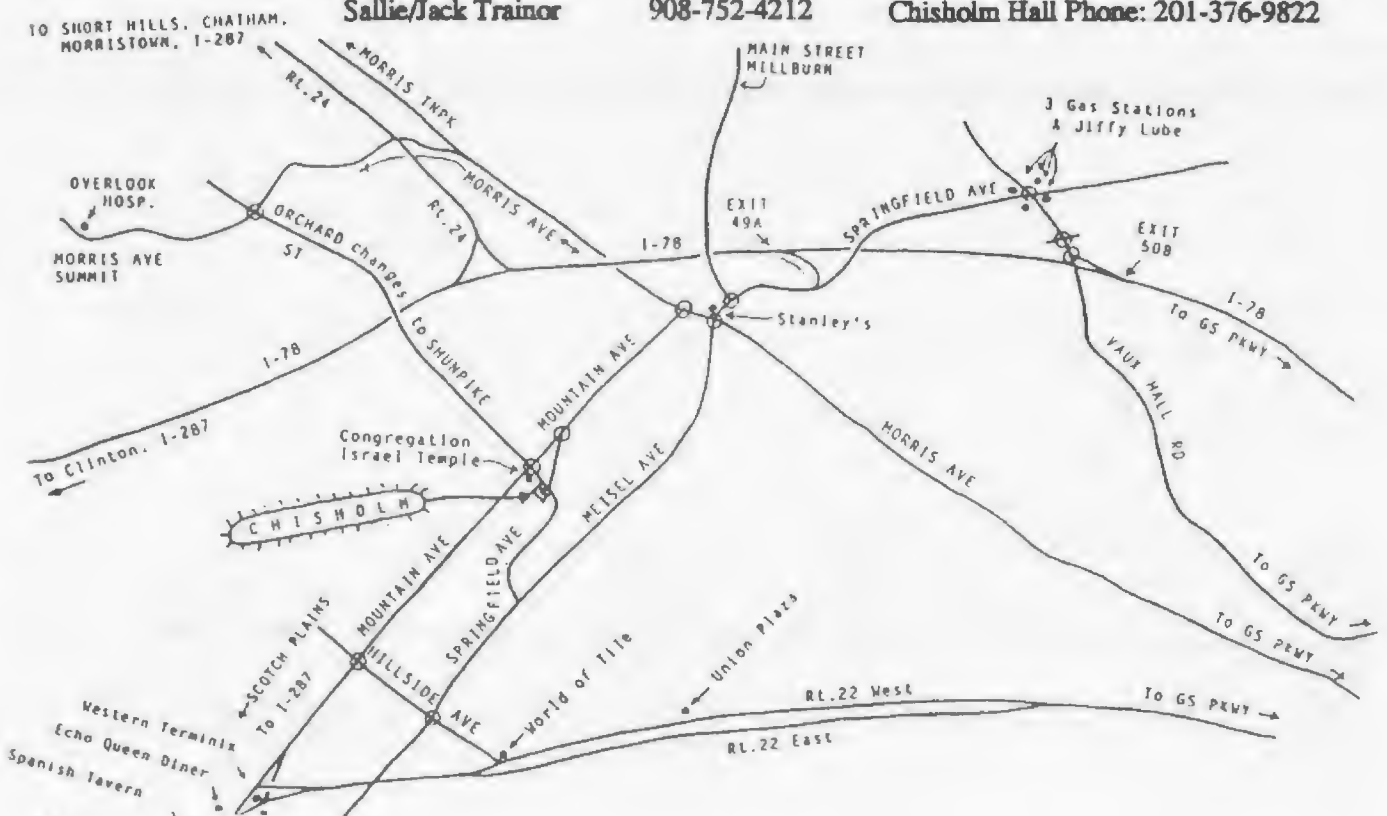 Sallie/Jack Trainor 908-752-4212 Chisholm Hall Phone: 201-376-9822
TO SHORT HILLS, CHATHAM,
MORRISTOWN, I-287
MORRIS TNPK
Rt.24
MAIN STREET
MILLBURN
3 Gas Stations
& Jiffy Lube
OVERLOOK
HOSP.
MORRIS AVE
SUMMIT
ORCHARD changes
ST
to SHUNPIKE
MORRIS AVE
Rt.24
I-78
EXIT
49A
SPRINGFIELD AVE
EXIT
50B
I-78
To GS PKWY
Stanley's
VAUX HALL RD
I-78
To Clinton, I-287
MOUNTAIN AVE
Congregation
Israel Temple
CHISHOLM
MEISEL AVE
MORRIS AVE
MOUNTAIN AVE
SPRINGFIELD AVE
SPRINGFIELD
To GS PKWY
To GS PKWY
SCOTCH PLAINS
To I-287
HILLSIDE AVE
World of Tile
Union Plaza
Rt.22 West
Rt.22 East
To GS PKWY
Western Terminix
Echo Queen Diner
Spanish Tavern